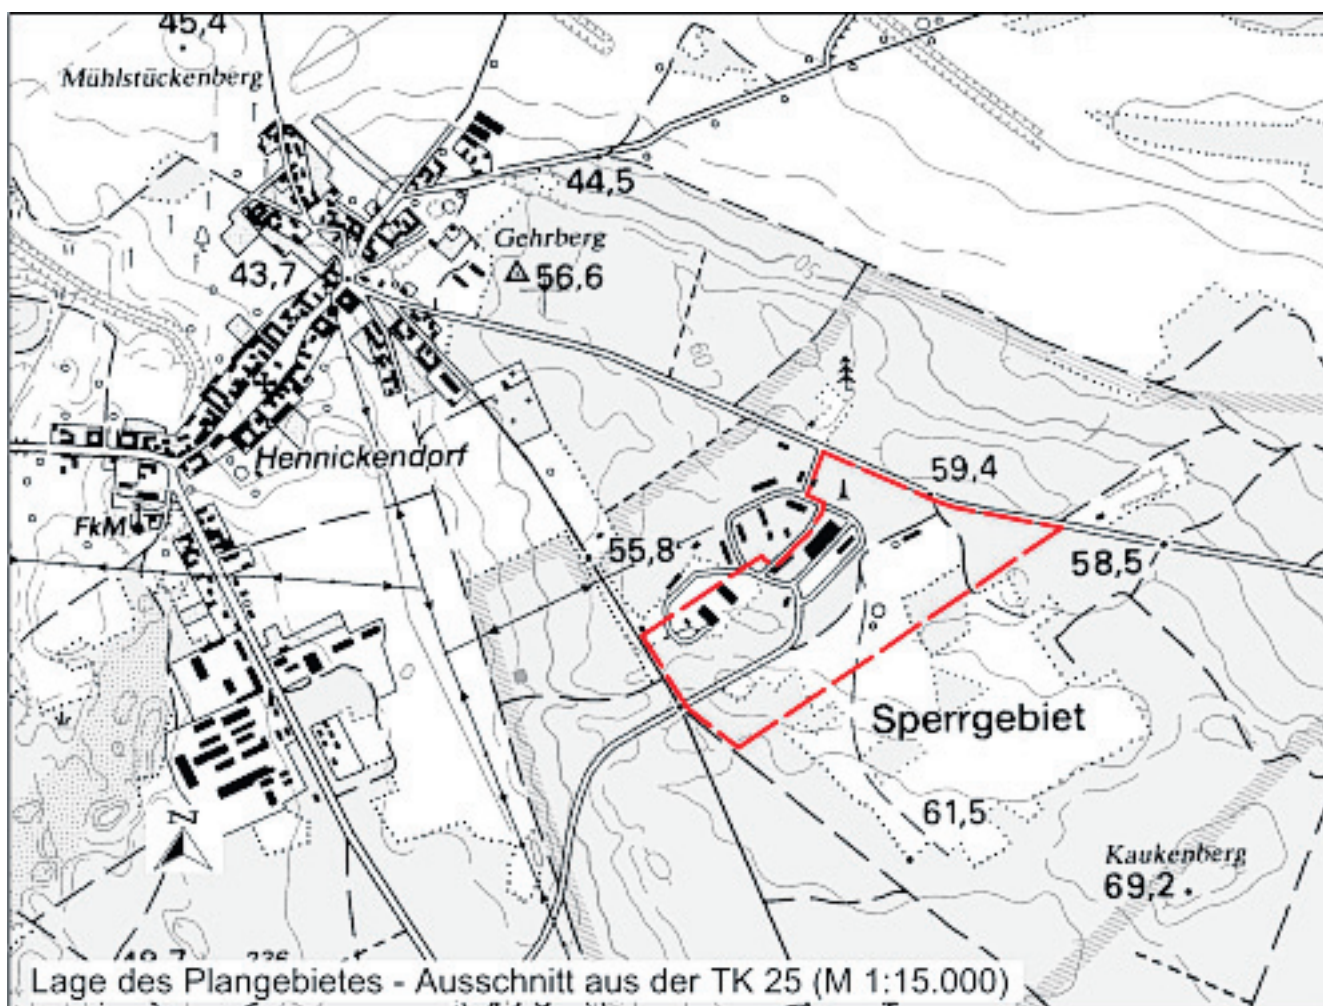 45,4
Mühlstückenberg
44,5
Gehrberg
43,7
56,6
Hennickendorf
59,4
FkM
55,8
58,5
Sperrgebiet
61,5
N
Kaukenberg
69,2
Lage des Plangebietes - Ausschnitt aus der TK 25 (M 1:15.000)